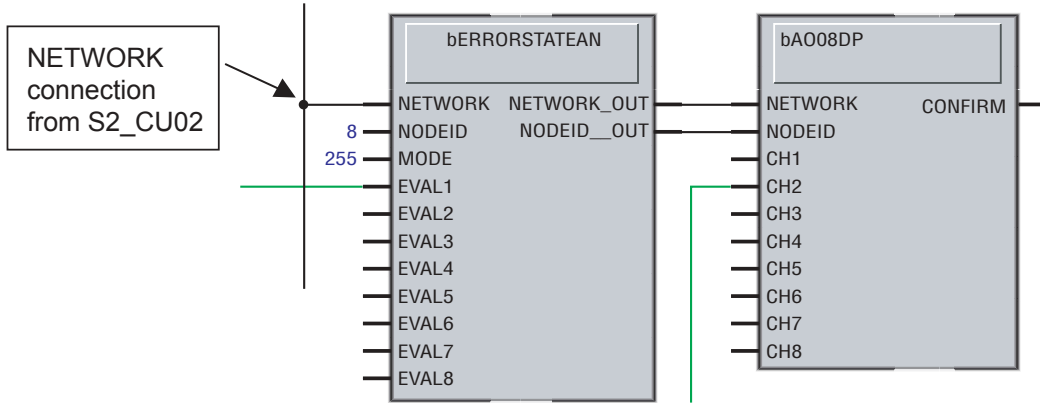 NETWORK
connection
from S2_CU02
bERRORSTATEAN
NETWORK NETWORK_OUT
8 NODEID NODEID__OUT
255 MODE
EVAL1
EVAL2
EVAL3
EVAL4
EVAL5
EVAL6
EVAL7
EVAL8
bAO08DP
NETWORK CONFIRM
NODEID
CH1
CH2
CH3
CH4
CH5
CH6
CH7
CH8